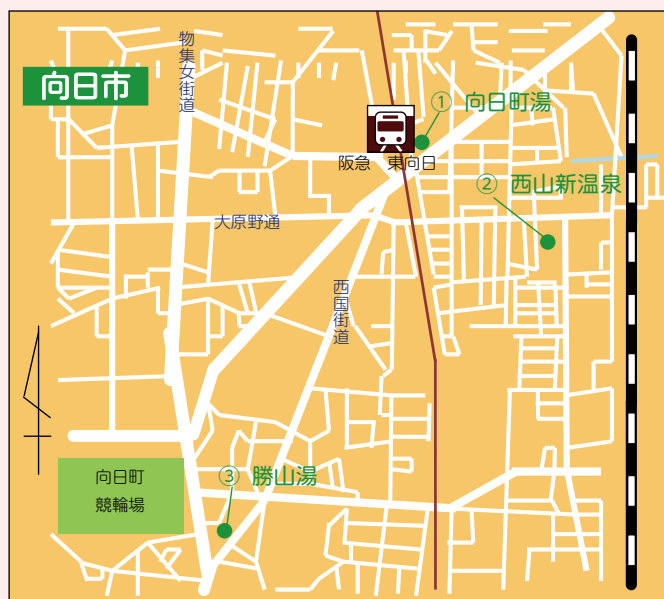 向日市
物集女街道
① 向日町湯
阪急 東向日
② 西山新温泉
大原野通
西国街道
向日町
競輪場
③ 勝山湯